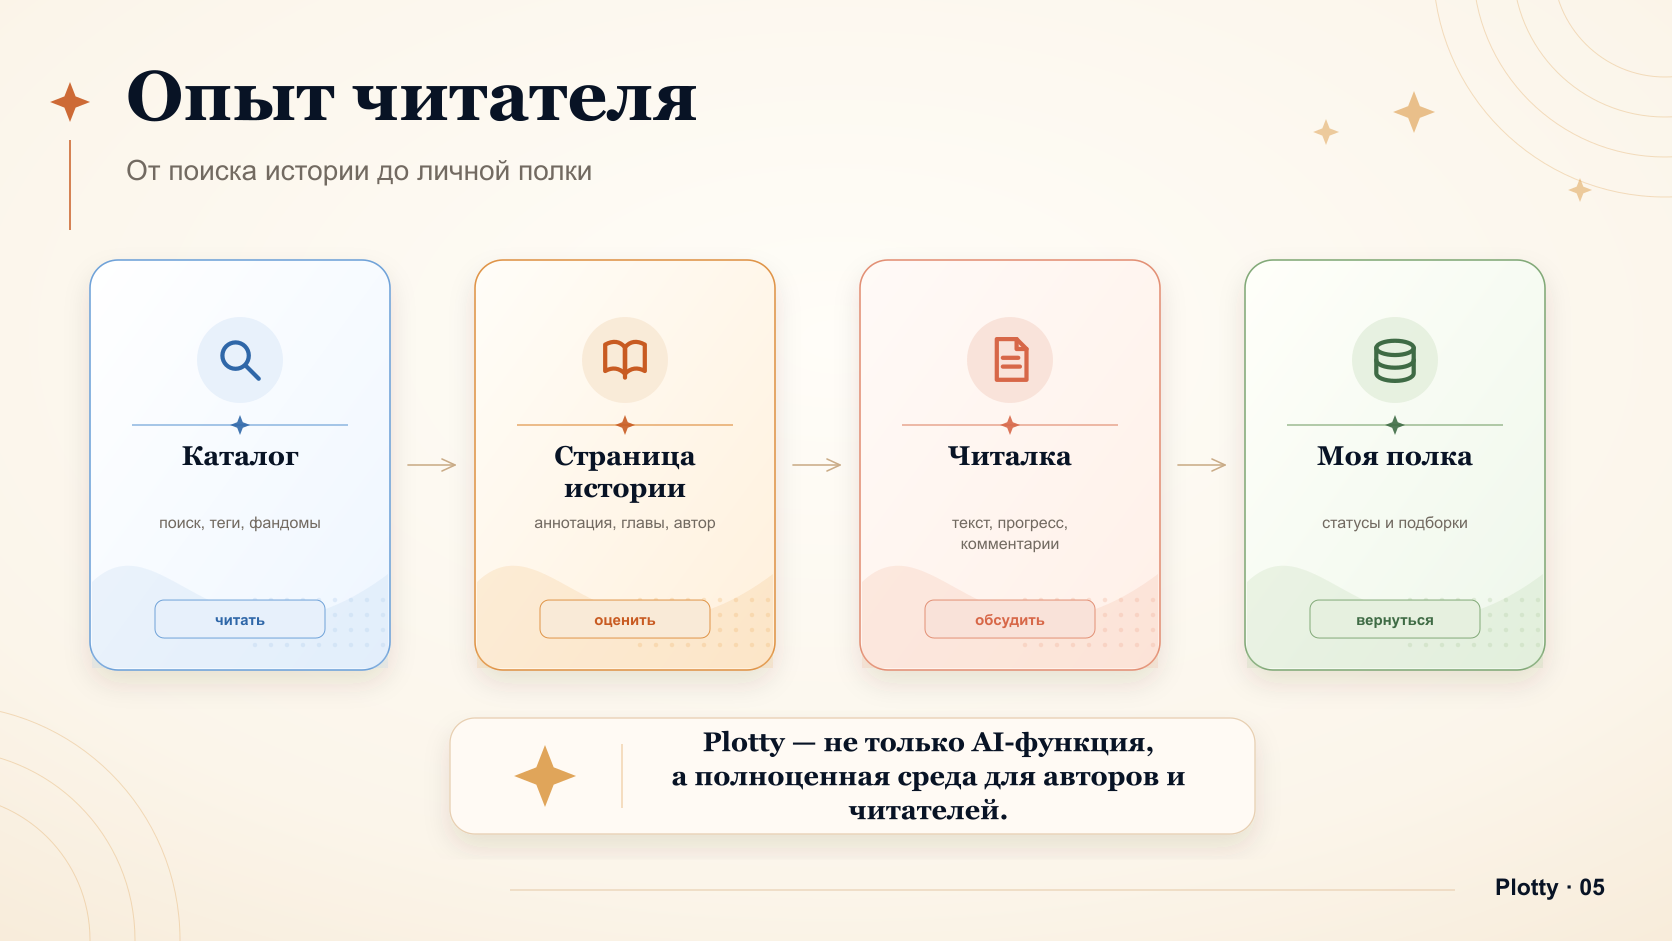 Опыт читателя
От поиска истории до личной полки
Каталог
поиск, теги, фандомы
читать
Страница
истории
аннотация, главы, автор
оценить
Читалка
текст, прогресс,
комментарии
обсудить
Моя полка
статусы и подборки
вернуться
Plotty — не только AI-функция,
а полноценная среда для авторов и
читателей.
Plotty · 05